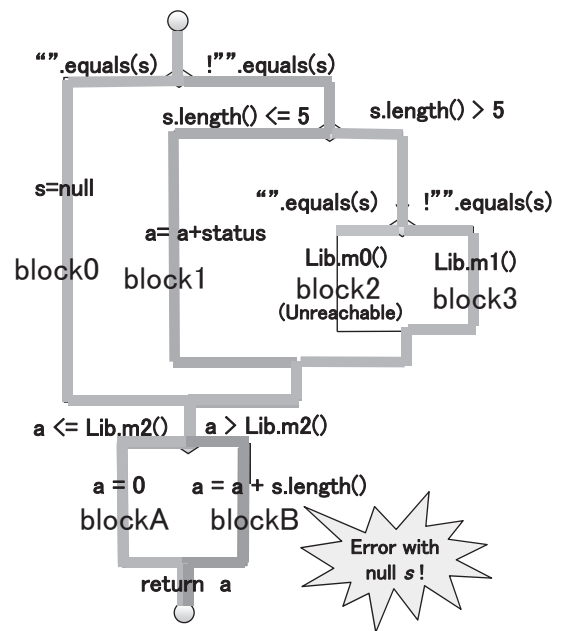 “”.equals(s) !””.equals(s)
s.length() <= 5 s.length() > 5
s=null
“”.equals(s) !””.equals(s)
a= a+status
Lib.m0() Lib.m1()
block0 block1 block2 block3
(Unreachable)
a <= Lib.m2() a > Lib.m2()
a = 0 a = a + s.length()
blockA blockB
Error with
null s !
return a